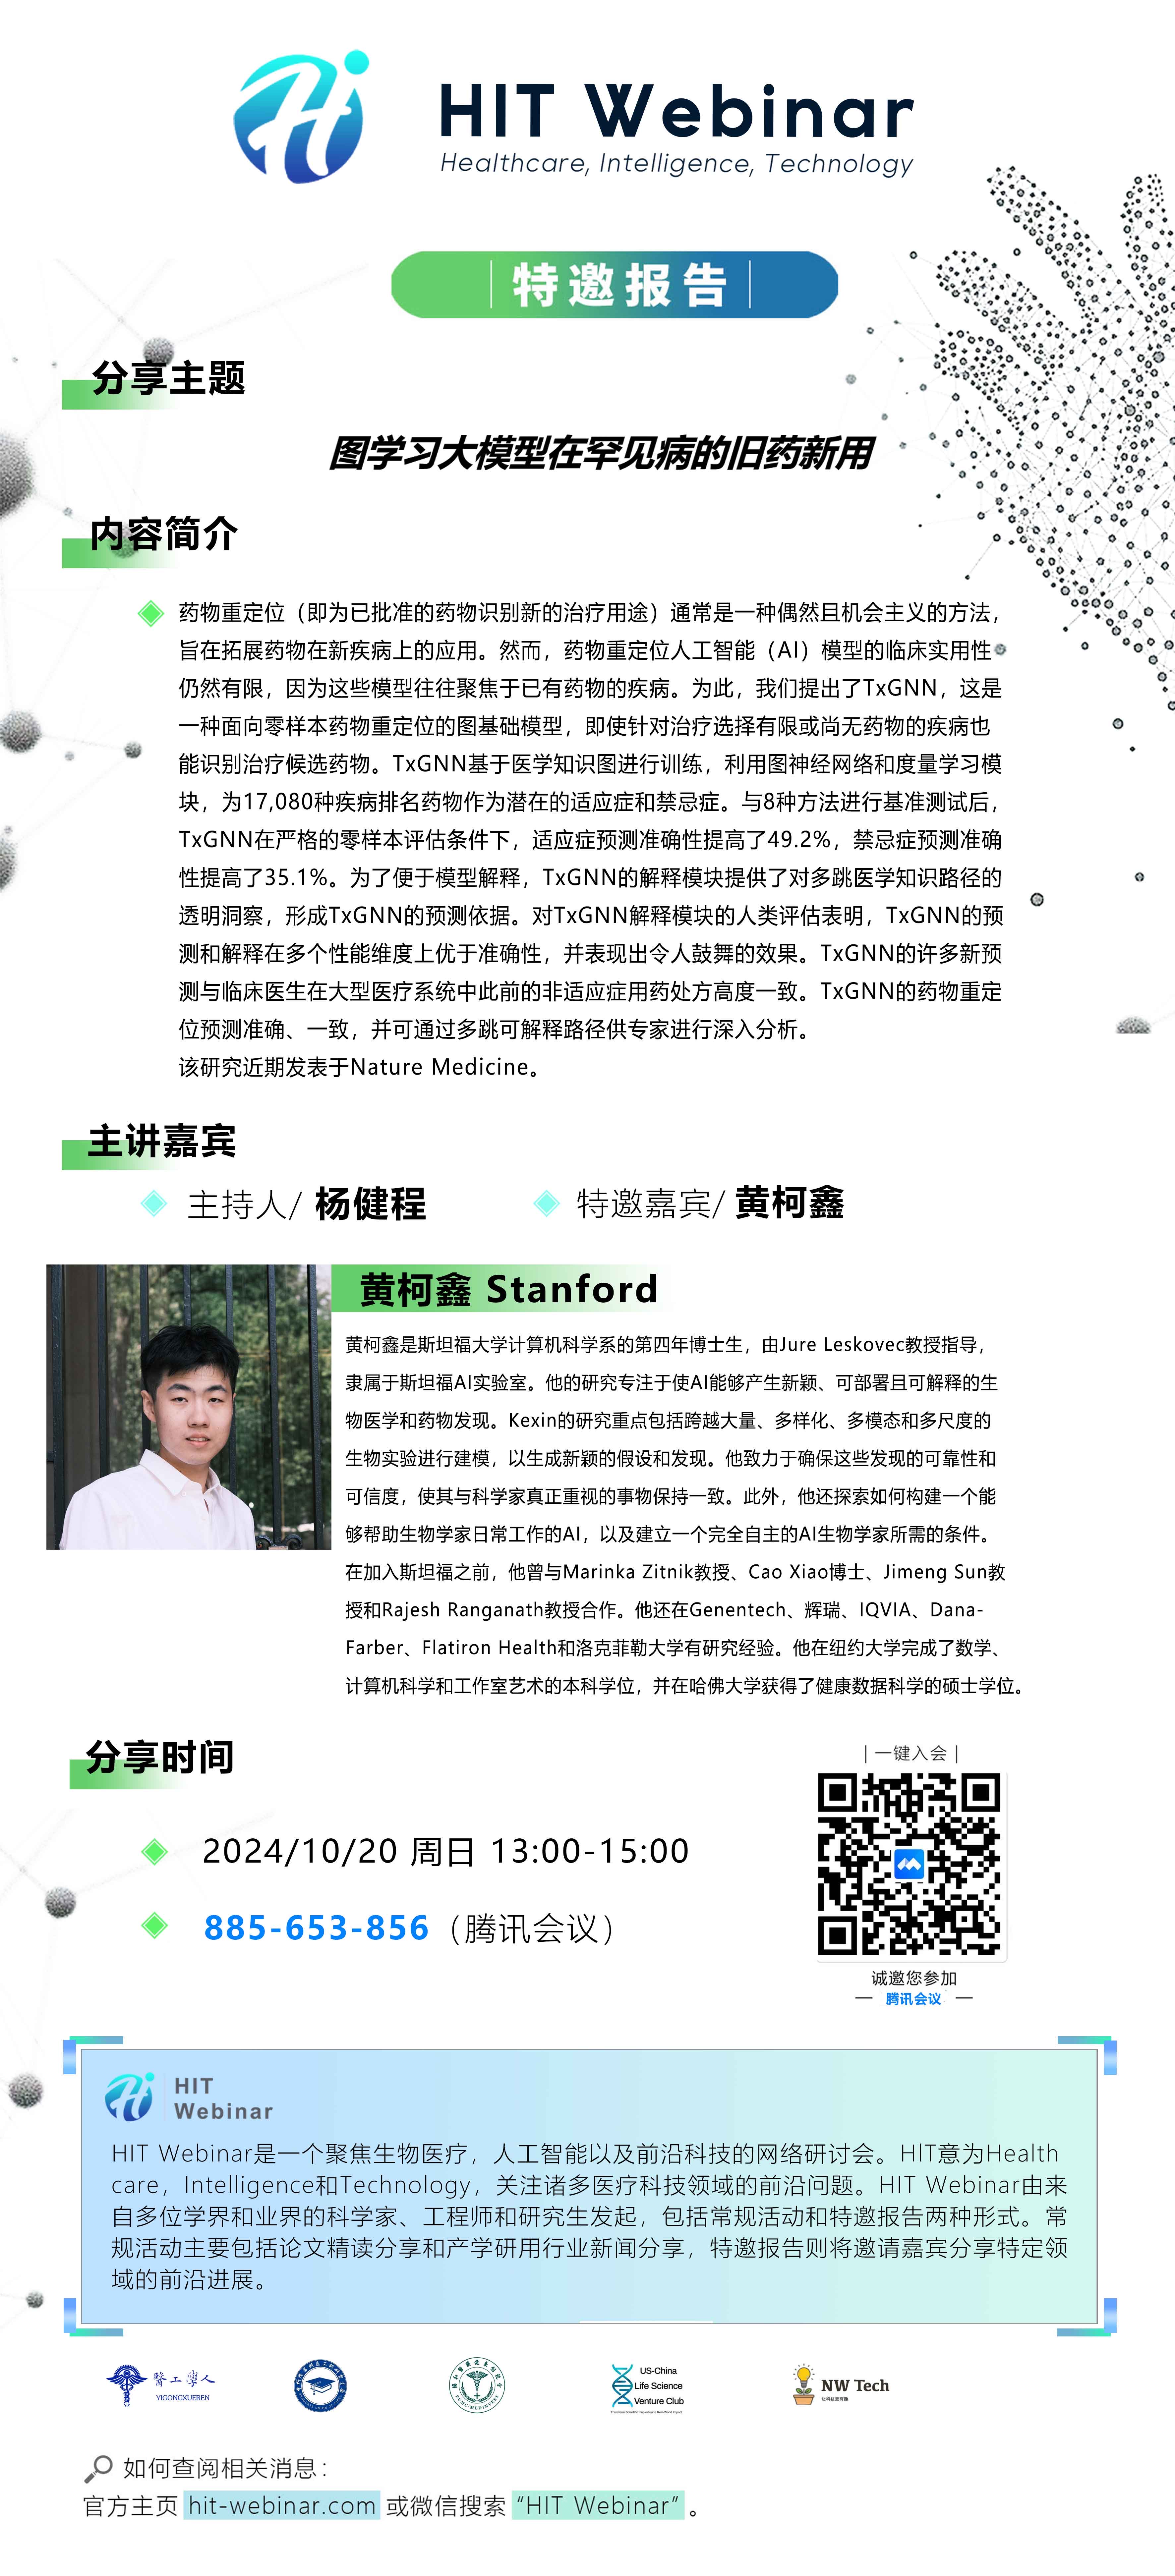 HIT Webinar
Healthcare, Intelligence, Technology
特邀报告
分享主题
图学习大模型在罕见病的旧药新用
内容简介
药物重定位（即为已批准的药物识别新的治疗用途）通常是一种偶然且机会主义的方法，
旨在拓展药物在新疾病上的应用。然而，药物重定位人工智能（AI）模型的临床实用性
仍然有限，因为这些模型往往聚焦于已有药物的疾病。为此，我们提出了TxGNN，这是
一种面向零样本药物重定位的图基础模型，即使针对治疗选择有限或尚无药物的疾病也
能识别治疗候选药物。TxGNN基于医学知识图进行训练，利用图神经网络和度量学习模
块，为17,080种疾病排名药物作为潜在的适应症和禁忌症。与8种方法进行基准测试后，
TxGNN在严格的零样本评估条件下，适应症预测准确性提高了49.2%，禁忌症预测准确
性提高了35.1%。为了便于模型解释，TxGNN的解释模块提供了对多跳医学知识路径的
透明洞察，形成TxGNN的预测依据。对TxGNN解释模块的人类评估表明，TxGNN的预
测和解释在多个性能维度上优于准确性，并表现出令人鼓舞的效果。TxGNN的许多新预
测与临床医生在大型医疗系统中此前的非适应症用药处方高度一致。TxGNN的药物重定
位预测准确、一致，并可通过多跳可解释路径供专家进行深入分析。
该研究近期发表于Nature Medicine。
主讲嘉宾
主持人/ 杨健程
特邀嘉宾/ 黄柯鑫
黄柯鑫 Stanford
黄柯鑫是斯坦福大学计算机科学系的第四年博士生，由Jure Leskovec教授指导，
隶属于斯坦福AI实验室。他的研究专注于使AI能够产生新颖、可部署且可解释的生
物医学和药物发现。Kexin的研究重点包括跨越大量、多样化、多模态和多尺度的
生物实验进行建模，以生成新颖的假设和发现。他致力于确保这些发现的可靠性和
可信度，使其与科学家真正重视的事物保持一致。此外，他还探索如何构建一个能
够帮助生物学家日常工作的AI，以及建立一个完全自主的AI生物学家所需的条件。
在加入斯坦福之前，他曾与Marinka Zitnik教授、Cao Xiao博士、Jimeng Sun教
授和Rajesh Ranganath教授合作。他还在Genentech、辉瑞、IQVIA、Dana-
Farber、Flatiron Health和洛克菲勒大学有研究经验。他在纽约大学完成了数学、
计算机科学和工作室艺术的本科学位，并在哈佛大学获得了健康数据科学的硕士学位。
分享时间
2024/10/20 周日 13:00-15:00
885-653-856（腾讯会议）
| 一键入会 |
诚邀您参加
腾讯会议
HIT
Webinar
HIT Webinar是一个聚焦生物医疗，人工智能以及前沿科技的网络研讨会。HIT意为Health
care，Intelligence和Technology，关注诸多医疗科技领域的前沿问题。HIT Webinar由来
自多位学界和业界的科学家、工程师和研究生发起，包括常规活动和特邀报告两种形式。常
规活动主要包括论文精读分享和产学研用行业新闻分享，特邀报告则将邀请嘉宾分享特定领
域的前沿进展。
醫工學人
YIGONGXUEREN
US-China
Life Science
Venture Club
NW Tech
让科技更有趣
如何查阅相关消息：
官方主页 hit-webinar.com 或微信搜索 “HIT Webinar” 。